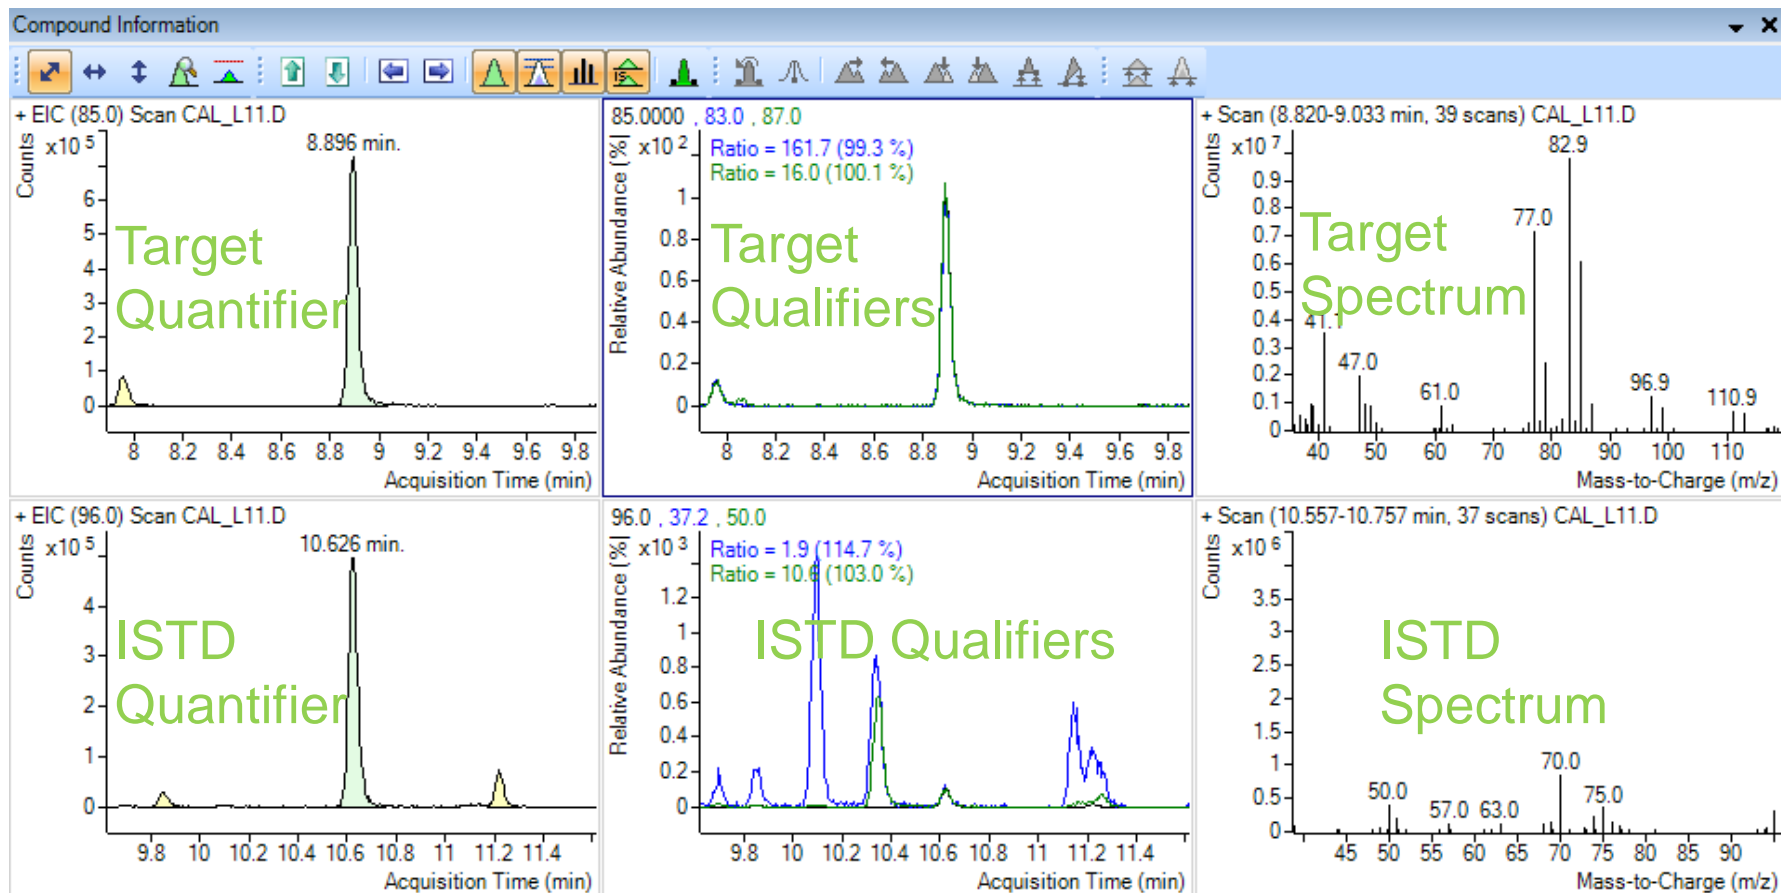 Compound Information
+ EIC (85.0) Scan CAL_L11.D
Counts
x10 5
8.896 min.
6
5
4
3
2
1
0
Target
Quantifier
8 8.2 8.4 8.6 8.8 9 9.2 9.4 9.6 9.8
Acquisition Time (min)
85.0000 , 83.0 , 87.0
Relative Abundance (%)
x10 2
Ratio = 161.7 (99.3 %)
Ratio = 16.0 (100.1 %)
1
0.8
0.6
0.4
0.2
0
Target
Qualifiers
8 8.2 8.4 8.6 8.8 9 9.2 9.4 9.6 9.8
Acquisition Time (min)
+ Scan (8.820-9.033 min, 39 scans) CAL_L11.D
Counts
x10 7
82.9
77.0
41.1
47.0
61.0
96.9
110.9
0.9
0.8
0.7
0.6
0.5
0.4
0.3
0.2
0.1
0
Target
Spectrum
40 50 60 70 80 90 100 110
Mass-to-Charge (m/z)
+ EIC (96.0) Scan CAL_L11.D
Counts
x10 5
10.626 min.
4
3
2
1
0
ISTD
Quantifier
9.8 10 10.2 10.4 10.6 10.8 11 11.2 11.4
Acquisition Time (min)
96.0 , 37.2 , 50.0
Relative Abundance (%)
x10 3
Ratio = 1.9 (114.7 %)
Ratio = 10.6 (103.0 %)
1.2
1
0.8
0.6
0.4
0.2
0
ISTD Qualifiers
9.8 10 10.2 10.4 10.6 10.8 11 11.2 11.4
Acquisition Time (min)
+ Scan (10.557-10.757 min, 37 scans) CAL_L11.D
Counts
x10 6
3.5
3
2.5
2
1.5
1
0.5
0
ISTD
Spectrum
50.0
57.0
63.0
70.0
75.0
45 50 55 60 65 70 75 80 85 90
Mass-to-Charge (m/z)